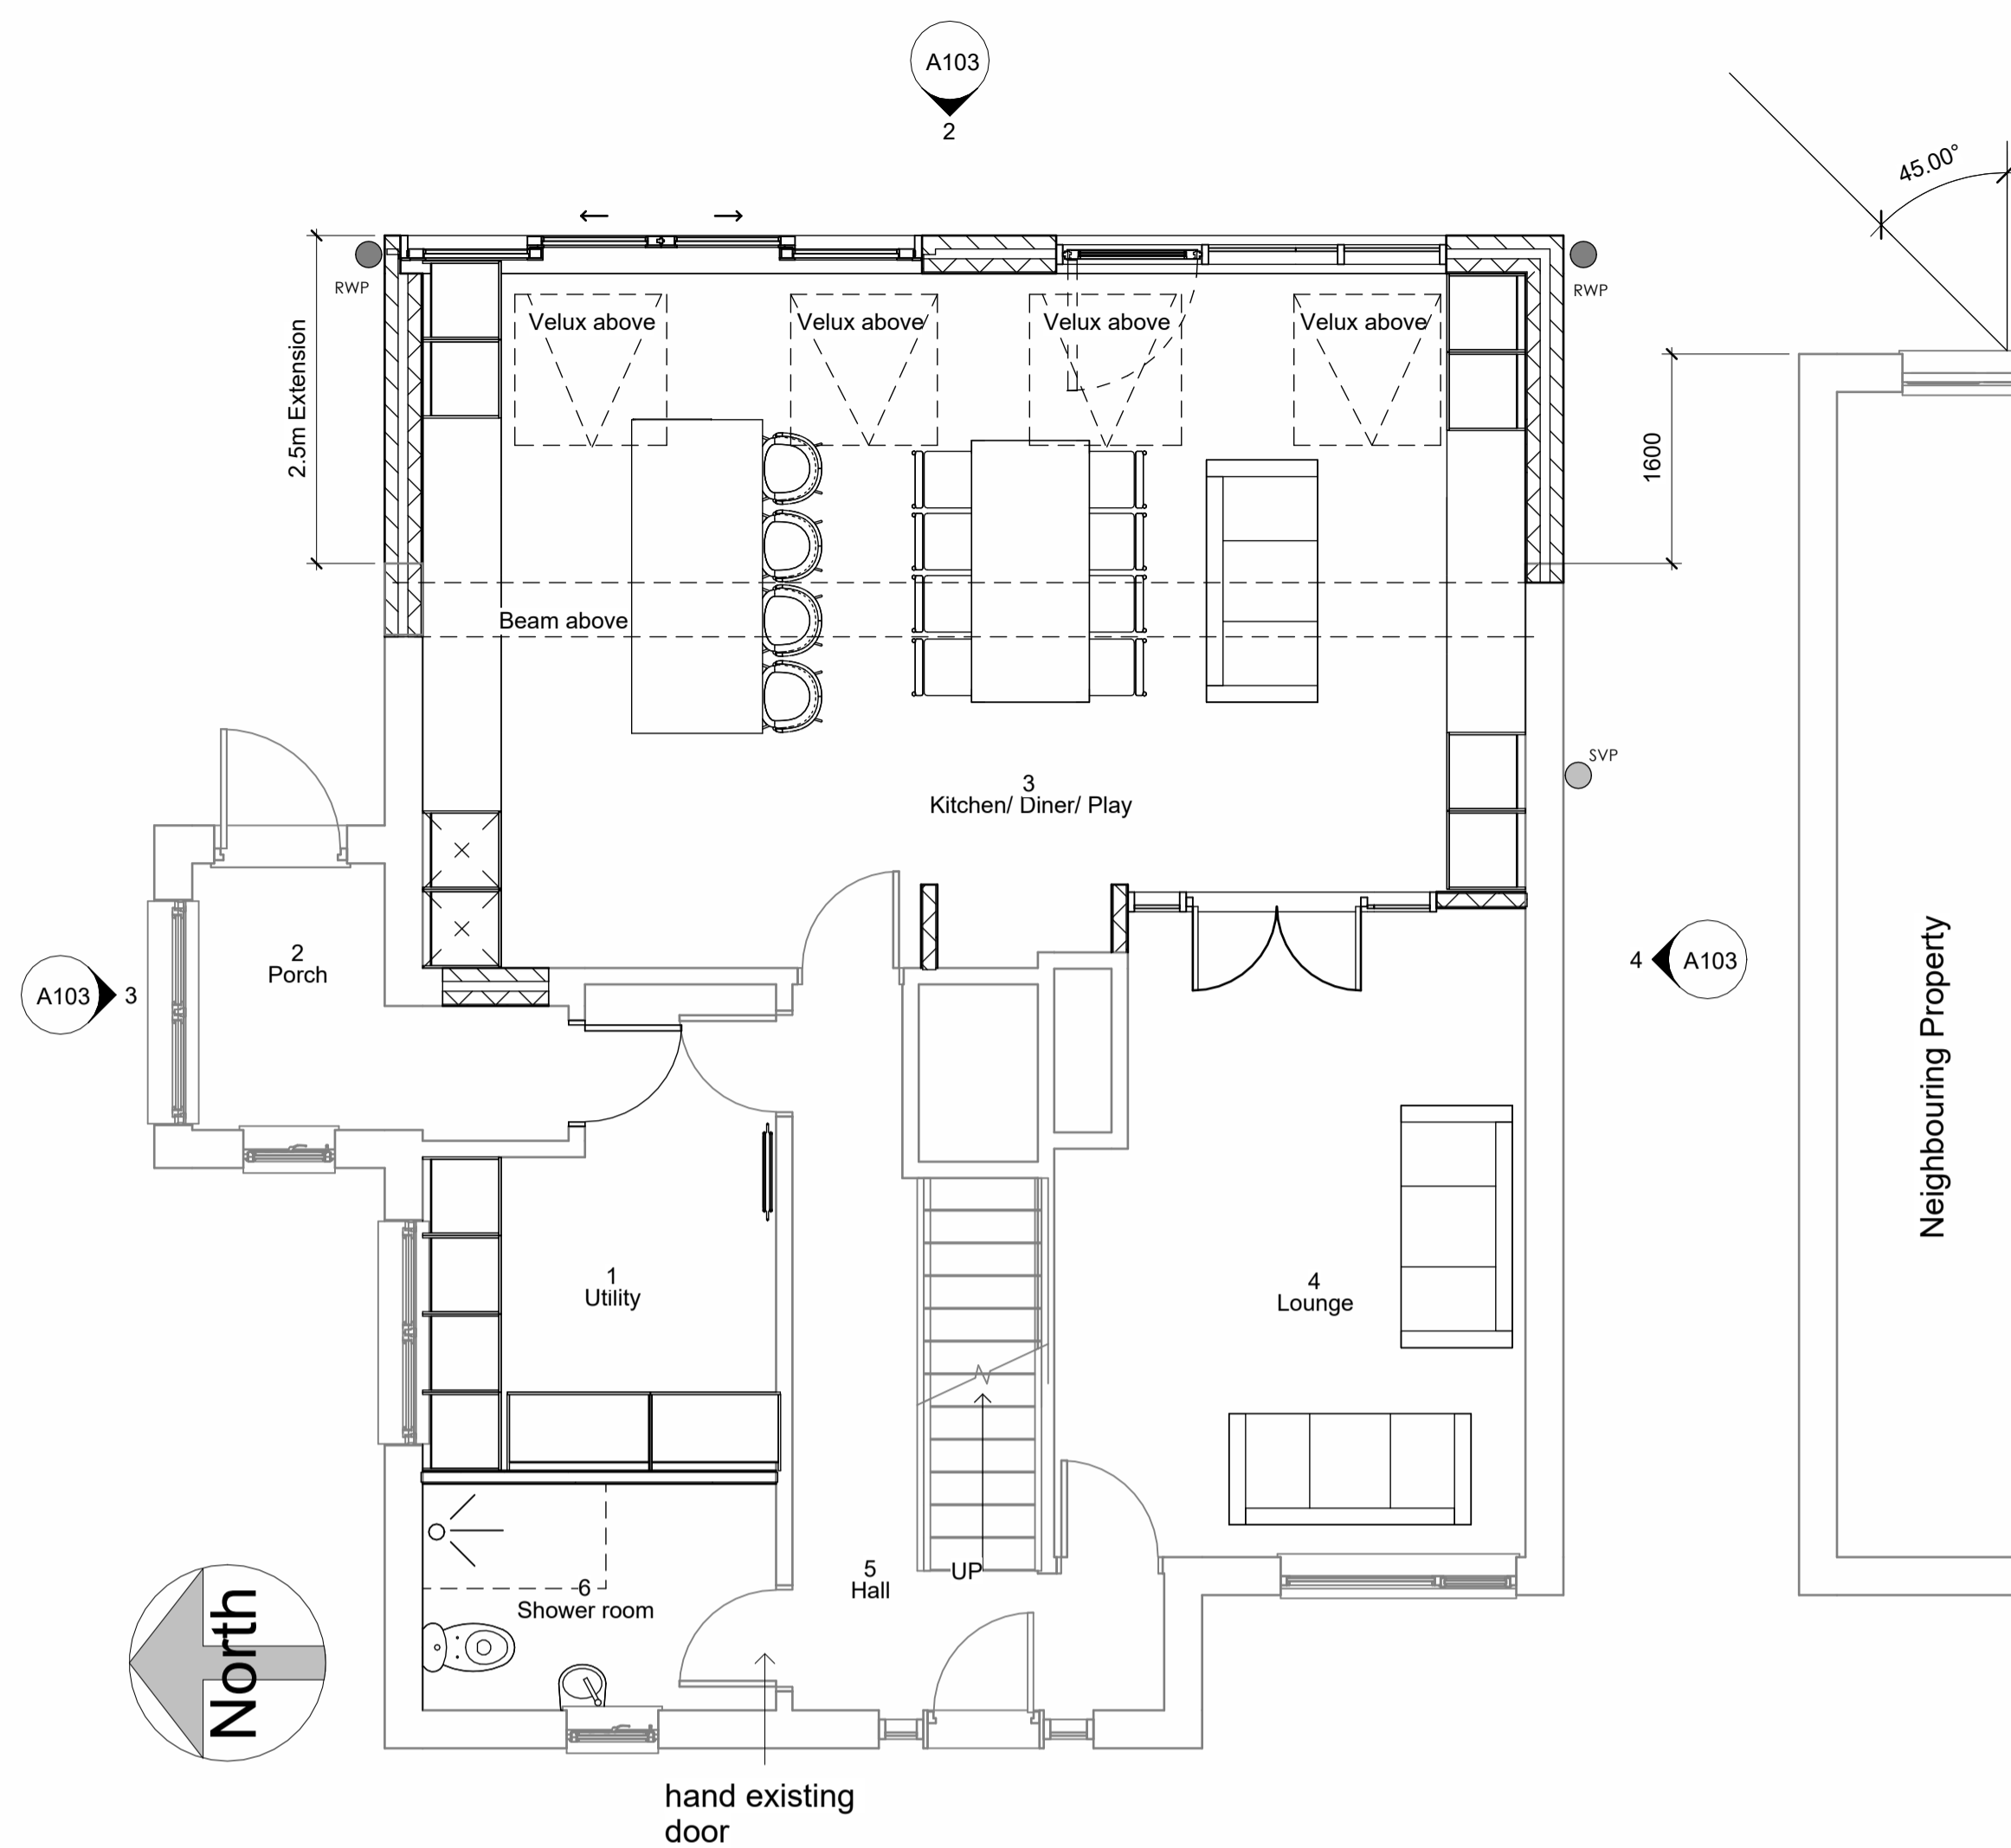 A103
2
45.00°
RWP
RWP
2.5m Extension
Velux above
Velux above
Velux above
Velux above
1600
Beam above
SVP
3
Kitchen/ Diner/ Play
2
Porch
A103
3
4
A103
Neighbouring Property
1
Utility
4
Lounge
5
Hall
UP
6
Shower room
North
hand existing
door